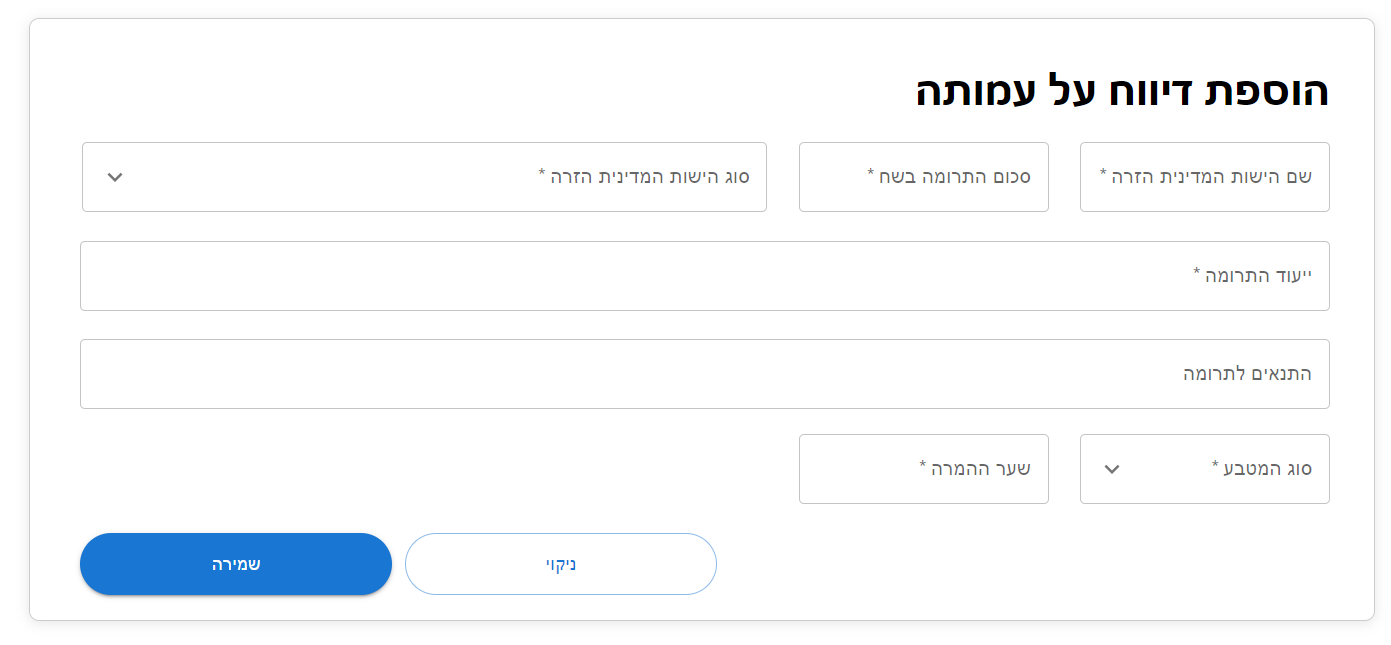 הוספת דיווח על עמותה
שם הישות המדינית הזרה *
סכום התרומה בשח *
סוג הישות המדינית הזרה *
ייעוד התרומה *
התנאים לתרומה
סוג המטבע *
שער ההמרה *
ניקוי
שמירה